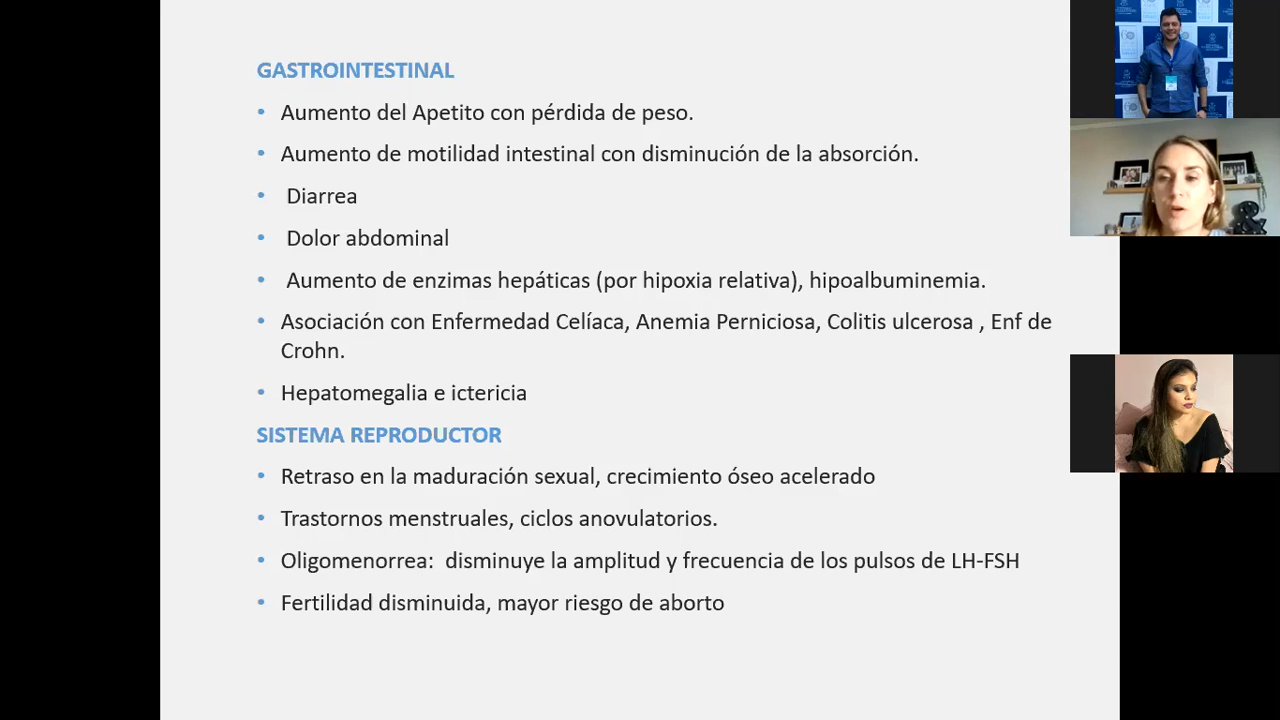 GASTROINTESTINAL
• Aumento del Apetito con pérdida de peso.
• Aumento de motilidad intestinal con disminución de la absorción.
• Diarrea
• Dolor abdominal
• Aumento de enzimas hepáticas (por hipoxia relativa), hipoalbuminemia.
• Asociación con Enfermedad Celíaca, Anemia Perniciosa, Colitis ulcerosa , Enf de
Crohn.
• Hepatomegalia e ictericia
SISTEMA REPRODUCTOR
• Retraso en la maduración sexual, crecimiento óseo acelerado
• Trastornos menstruales, ciclos anovulatorios.
• Oligomenorrea: disminuye la amplitud y frecuencia de los pulsos de LH-FSH
• Fertilidad disminuida, mayor riesgo de aborto
&